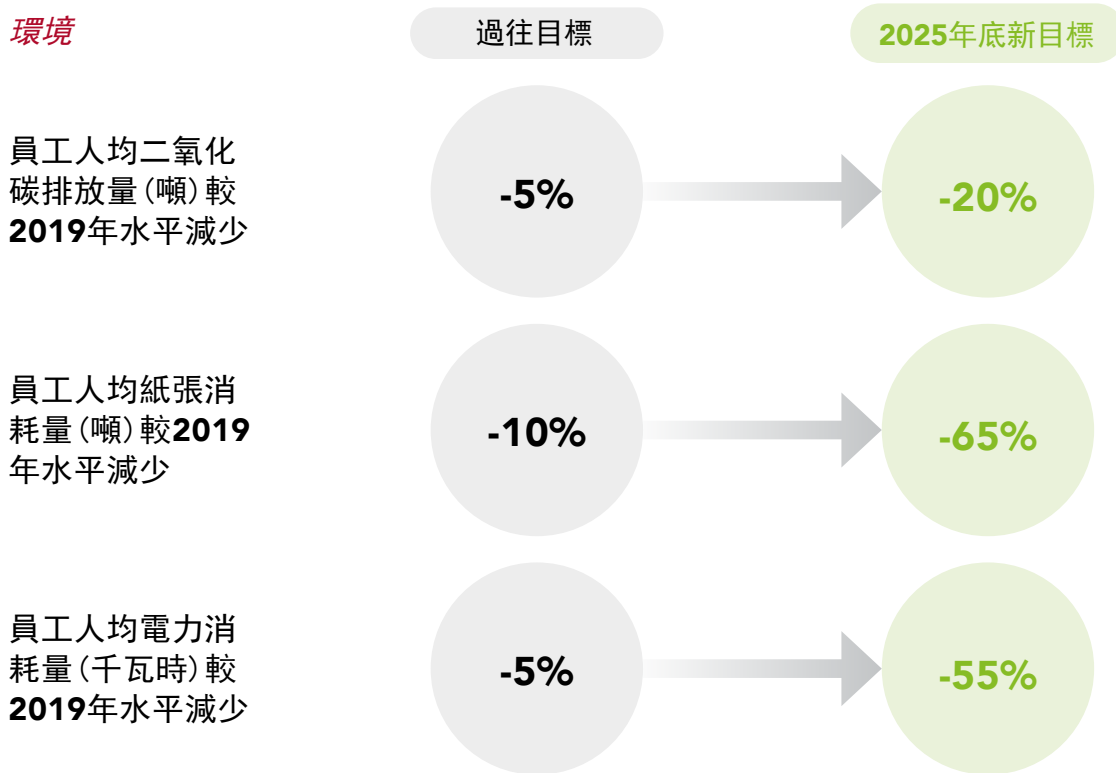 環境
過往目標
2025年底新目標
員工人均二氧化
碳排放量(噸)較
2019年水平減少
-5%
-20%
員工人均紙張消
耗量(噸)較2019
年水平減少
-10%
-65%
員工人均電力消
耗量(千瓦時)較
2019年水平減少
-5%
-55%